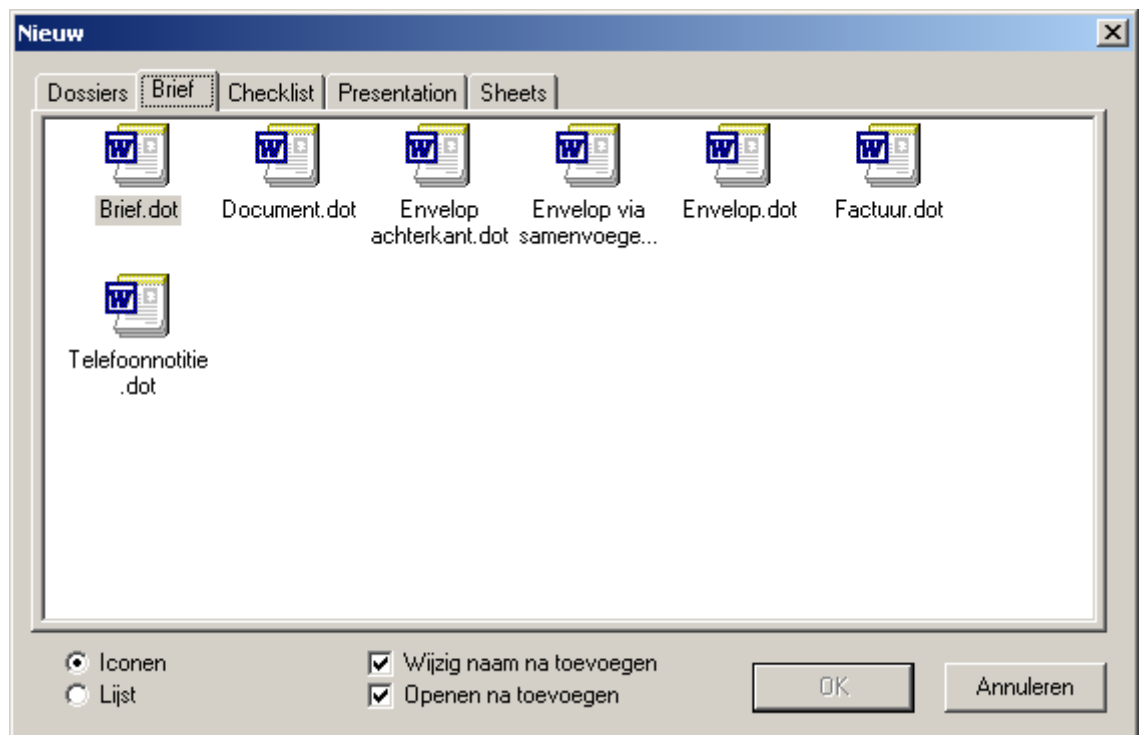 Nieuw
Dossiers Brief Checklist Presentation Sheets
Brief.dot Document.dot Envelop achterkant.dot Envelop via samenvoege... Envelop.dot Factuur.dot
Telefoonnotitie
.dot
Iconen
Lijst
Wijzig naam na toevoegen
Openen na toevoegen
OK
Annuleren